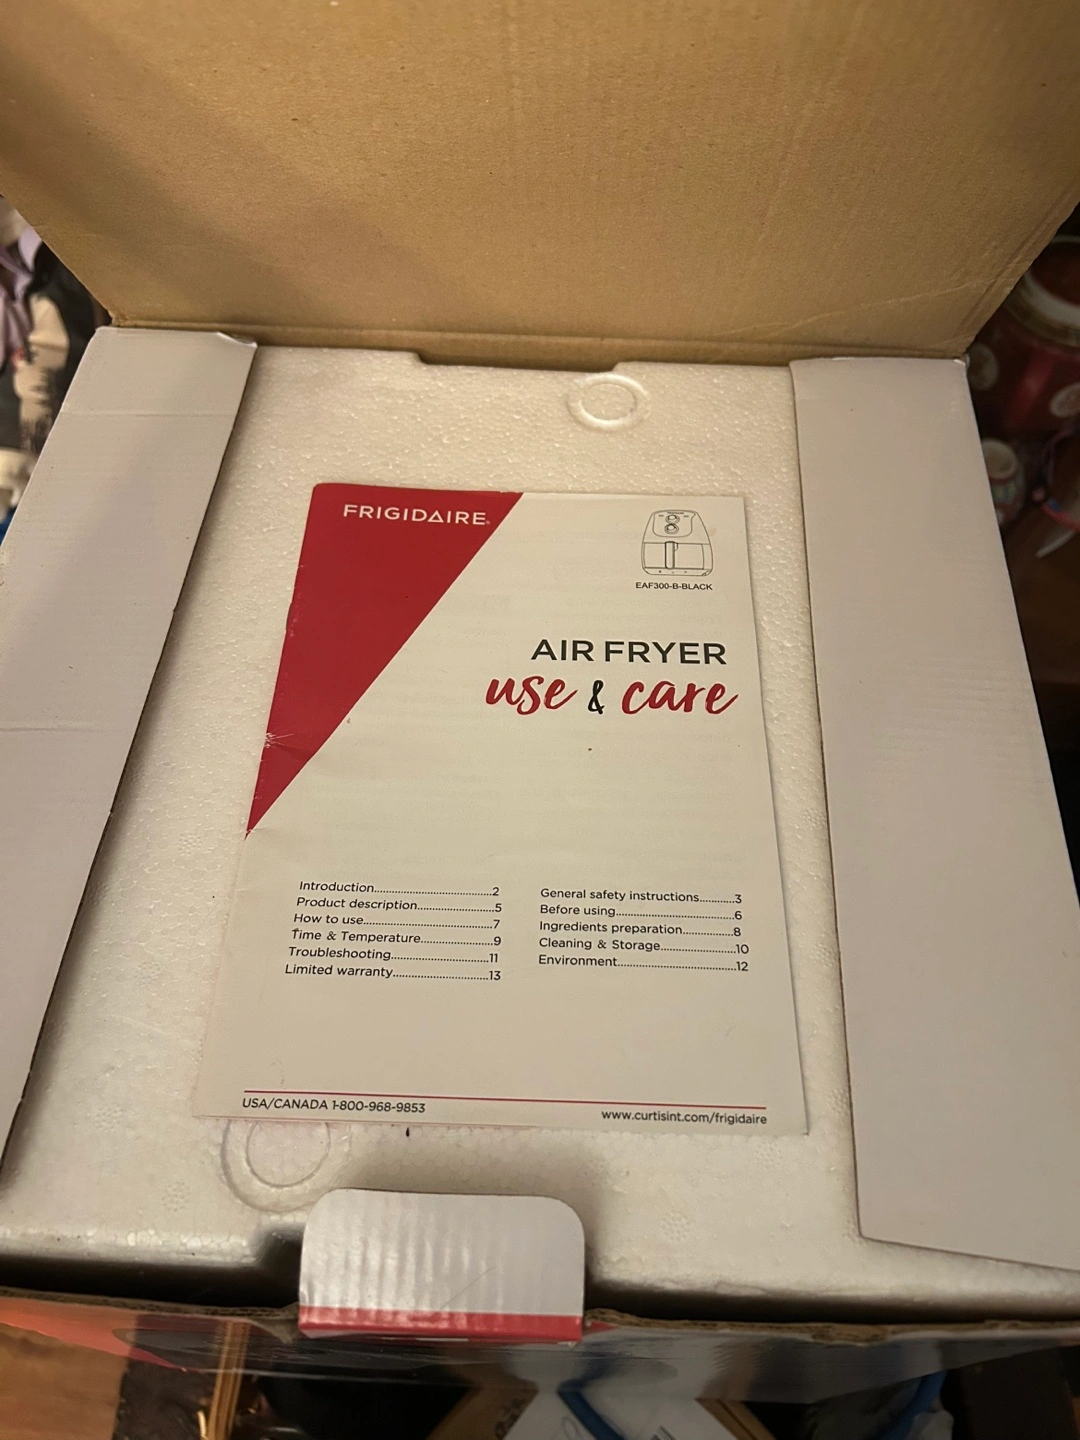 FRIGIDAIRE®
EAF300-B-BLACK
AIR FRYER
use & care
Introduction..................................2
Product description......................5
How to use...................................7
Time & Temperature....................9
Troubleshooting..........................11
Limited warranty.........................13
General safety instructions...........3
Before using................................6
Ingredients preparation...............8
Cleaning & Storage.....................10
Environment................................12
USA/CANADA 1-800-968-9853
www.curtisint.com/frigidaire